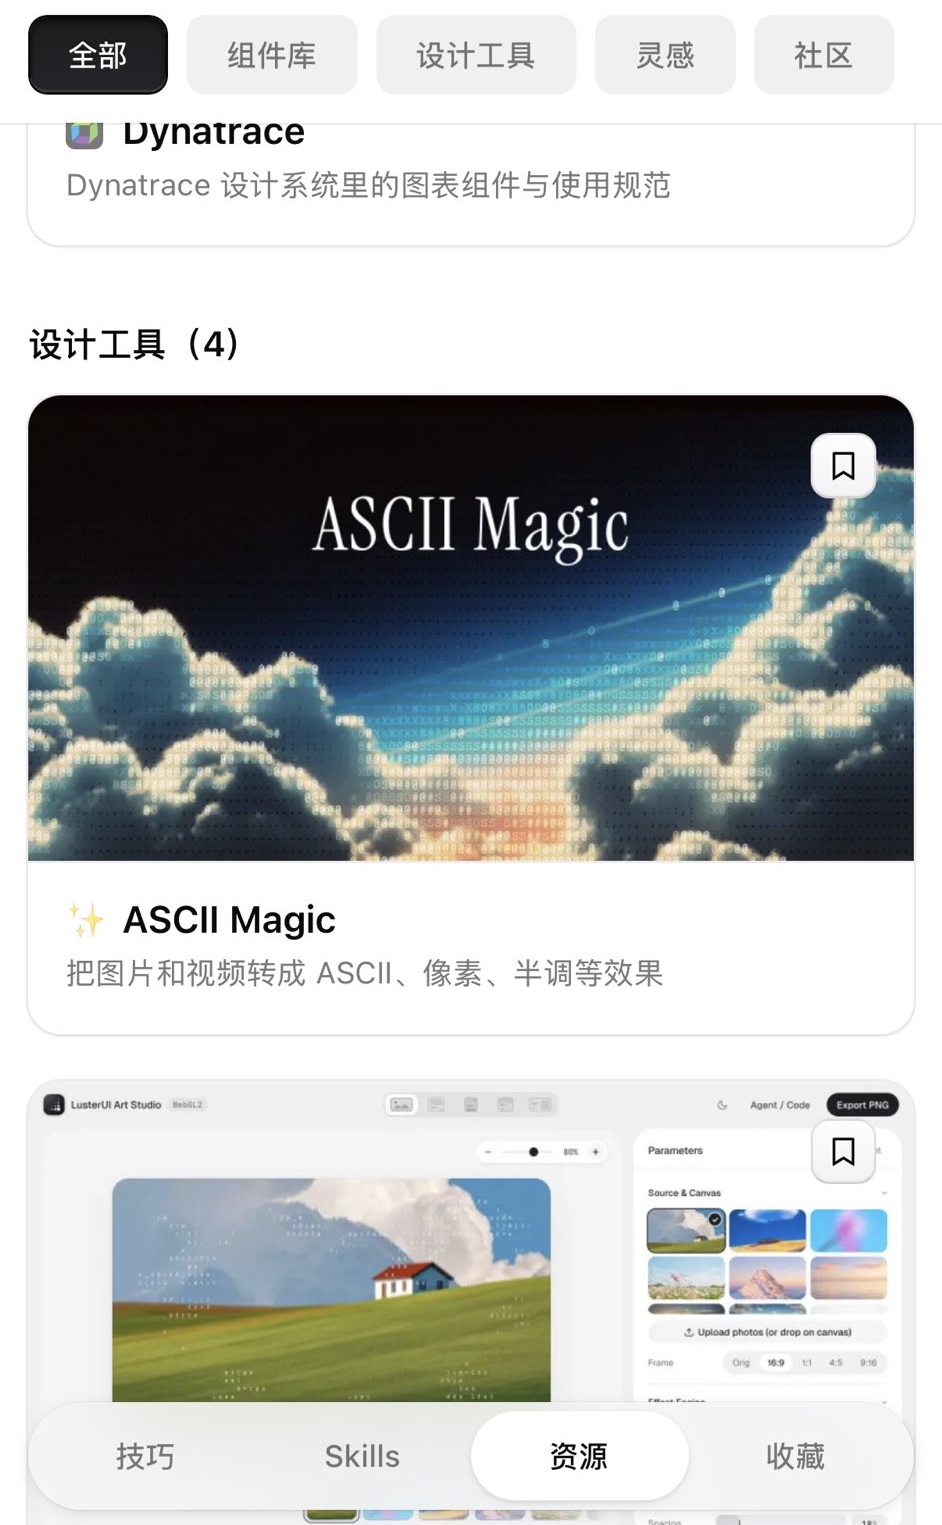 全部
组件库
设计工具
灵感
社区
Dynatrace
Dynatrace 设计系统里的图表组件与使用规范
设计工具（4）
ASCII Magic
✨ ASCII Magic
把图片和视频转成 ASCII、像素、半调等效果
LusterUI Art Studio
WebGL2
Agent / Code
Export PNG
80%
Parameters
Source & Canvas
Upload photos (or drop on canvas)
Frame
Orig
16:9
1:1
4:5
9:16
技巧
Skills
资源
收藏
Spacing